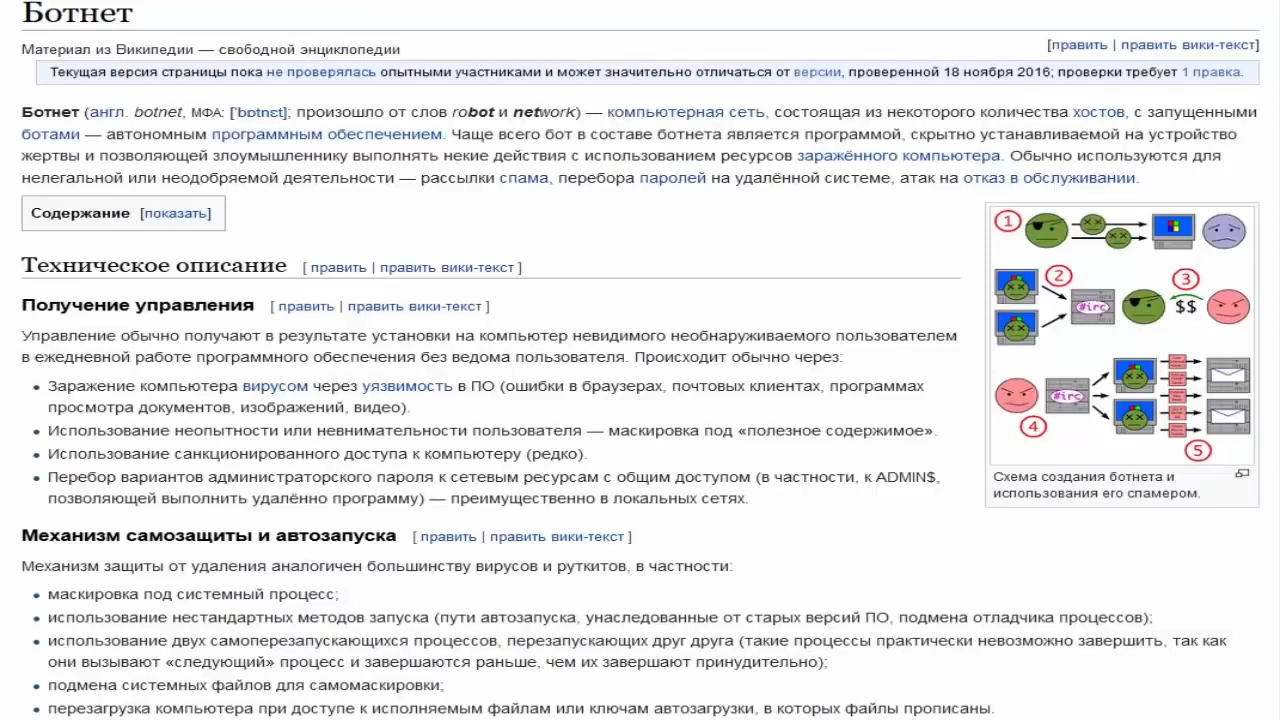 Ботнет
Материал из Википедии — свободной энциклопедии
[править | править вики-текст]
Текущая версия страницы пока не проверялась опытными участниками и может значительно отличаться от версии, проверенной 18 ноября 2016; проверки требует 1 правка.
Ботнет (англ. botnet, МФА: ['bɒtnɛt]; произошло от слов robot и network) — компьютерная сеть, состоящая из некоторого количества хостов, с запущенными
ботами — автономным программным обеспечением. Чаще всего бот в составе ботнета является программой, скрытно устанавливаемой на устройство
жертвы и позволяющей злоумышленнику выполнять некие действия с использованием ресурсов заражённого компьютера. Обычно используются для
нелегальной или неодобряемой деятельности — рассылки спама, перебора паролей на удалённой системе, атак на отказ в обслуживании.
Содержание [показать]
Техническое описание [ править | править вики-текст ]
Получение управления [ править | править вики-текст ]
Управление обычно получают в результате установки на компьютер невидимого необнаруживаемого пользователем
в ежедневной работе программного обеспечения без ведома пользователя. Происходит обычно через:
• Заражение компьютера вирусом через уязвимость в ПО (ошибки в браузерах, почтовых клиентах, программах
просмотра документов, изображений, видео).
• Использование неопытности или невнимательности пользователя — маскировка под «полезное содержимое».
• Использование санкционированного доступа к компьютеру (редко).
• Перебор вариантов администраторского пароля к сетевым ресурсам с общим доступом (в частности, к ADMIN$,
позволяющей выполнить удалённо программу) — преимущественно в локальных сетях.
1
2
3
#irc
$$
#irc
4
5
Схема создания ботнета и
использования его спамером.
Механизм самозащиты и автозапуска [ править | править вики-текст ]
Механизм защиты от удаления аналогичен большинству вирусов и руткитов, в частности:
• маскировка под системный процесс;
• использование нестандартных методов запуска (пути автозапуска, унаследованные от старых версий ПО, подмена отладчика процессов);
• использование двух самоперезапускающихся процессов, перезапускающих друг друга (такие процессы практически невозможно завершить, так как
они вызывают «следующий» процесс и завершаются раньше, чем их завершают принудительно);
• подмена системных файлов для самомаскировки;
• перезагрузка компьютера при доступе к исполняемым файлам или ключам автозагрузки, в которых файлы прописаны.